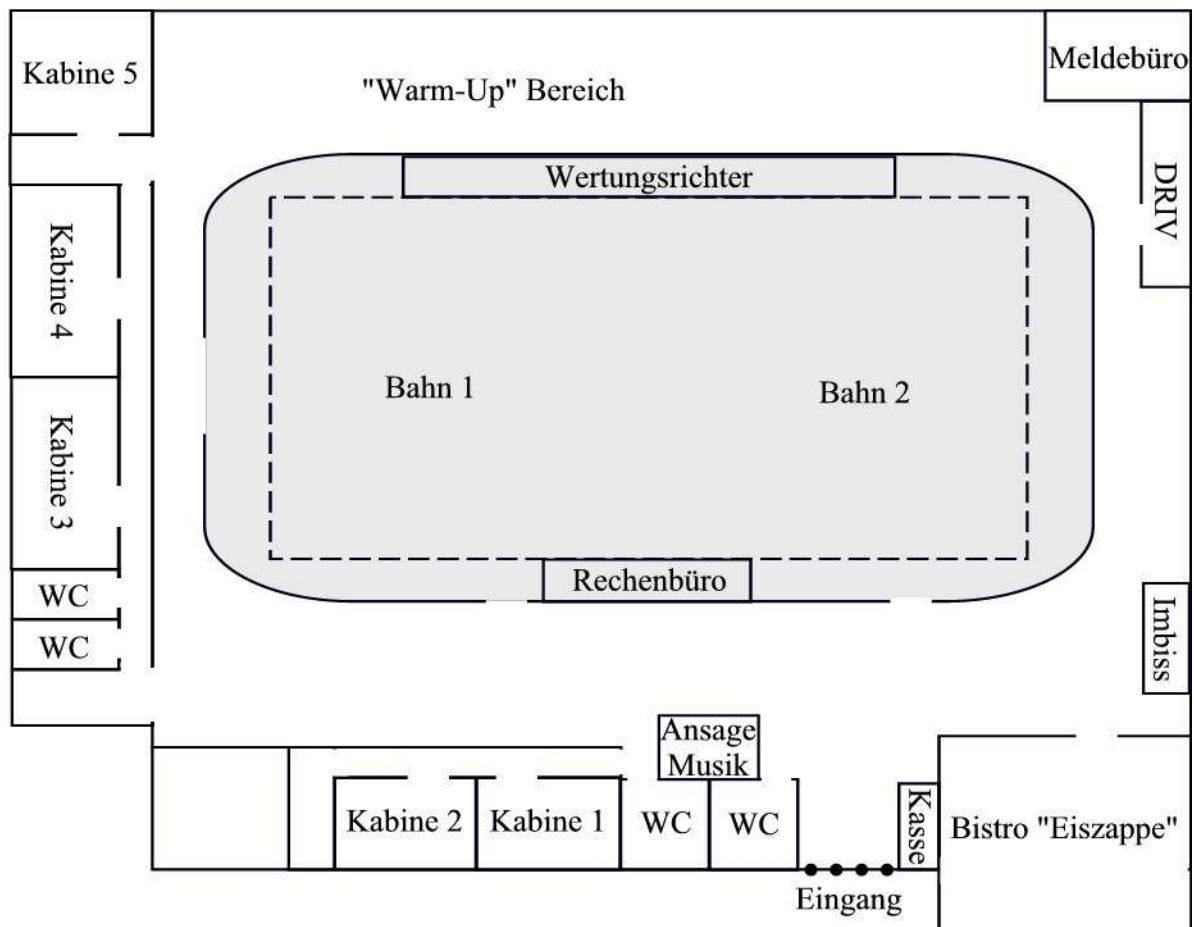 Kabine 5
Meldebüro
"Warm-Up" Bereich
DRIV
Wertungsrichter
Kabine 4
Bahn 1
Bahn 2
Kabine 3
Rechenbüro
WC
WC
Imbiss
Ansage
Musik
Kabine 2
Kabine 1
WC
WC
Kasse
Bistro "Eiszappe"
Eingang